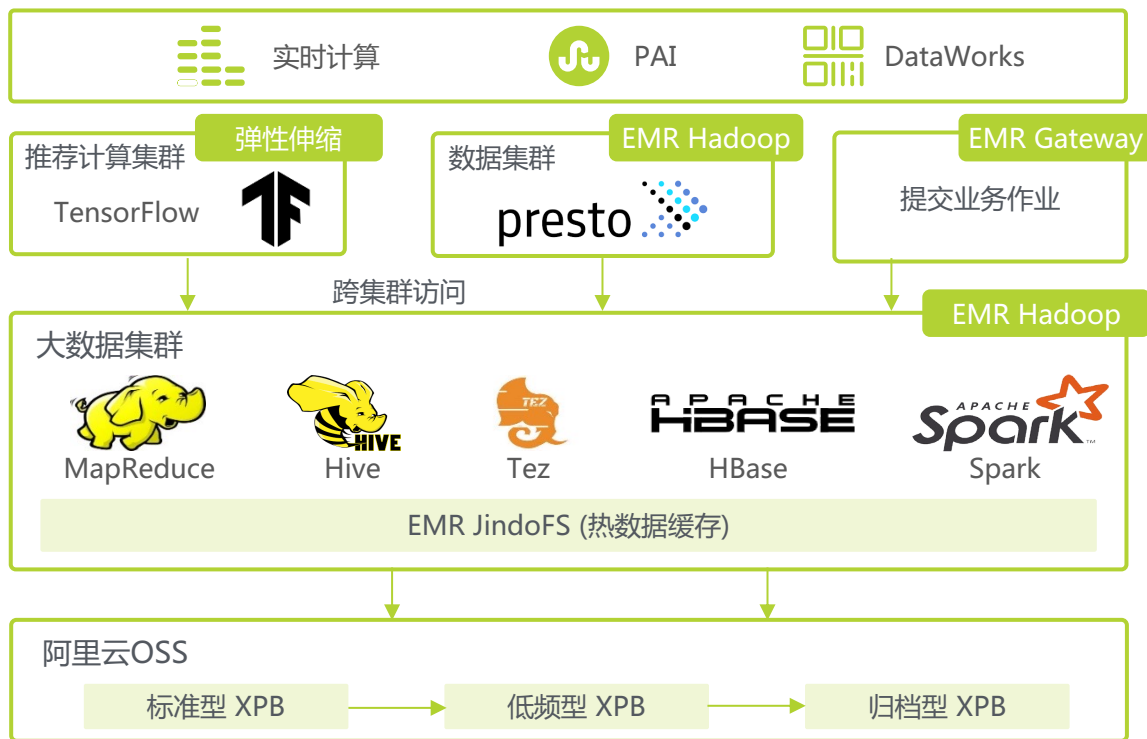 实时计算
PAI
DataWorks
弹性伸缩
推荐计算集群
TensorFlow
EMR Hadoop
数据集群
presto
EMR Gateway
提交业务作业
跨集群访问
EMR Hadoop
大数据集群
HIVE
TEZ
APACHE
HBASE
APACHE
Spark
TM
MapReduce
Hive
Tez
HBase
Spark
EMR JindoFS (热数据缓存)
阿里云OSS
标准型 XPB
低频型 XPB
归档型 XPB